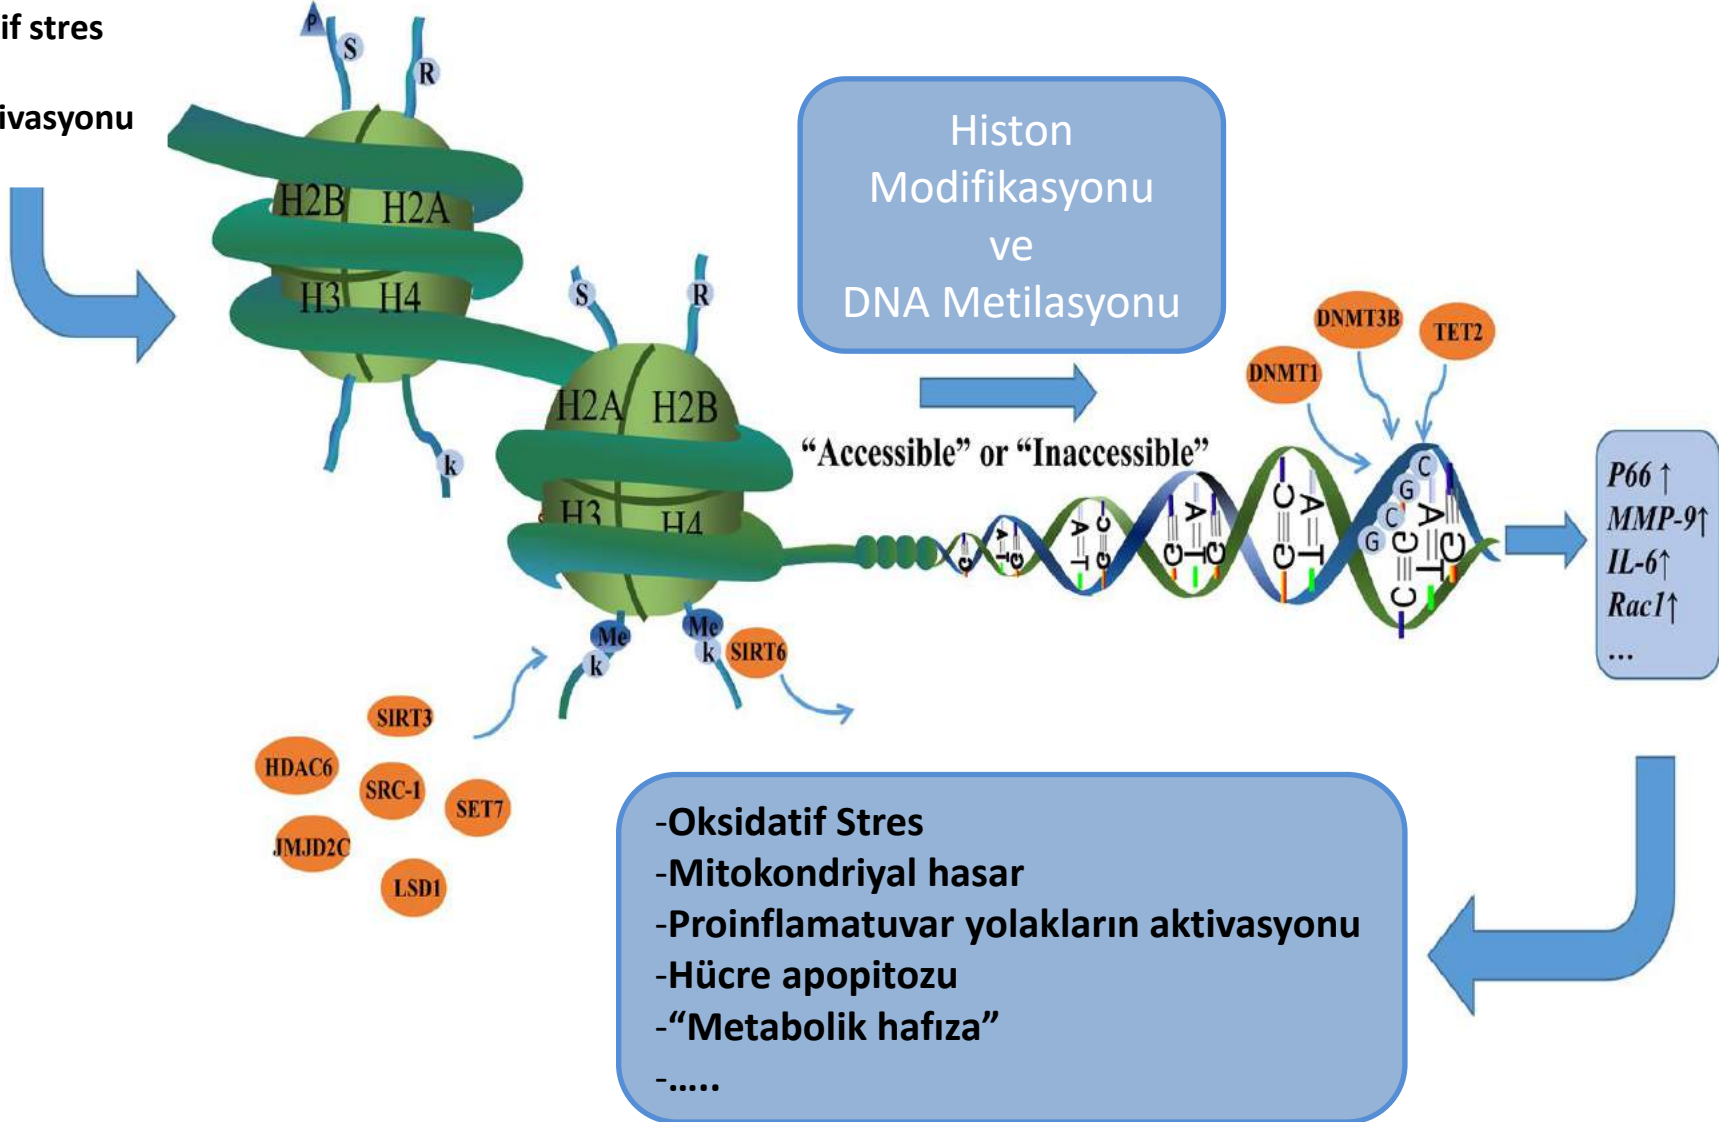 if stres
ivasyonu
P
S
R
H2B H2A
H3 H4
k
S
R
H2A H2B
H3 H4
Me
k
Me
k
SIRT6
SIRT3
HDAC6
SRC-1
SET7
JMJD2C
LSD1
Histon
Modifikasyonu
ve
DNA Metilasyonu
“Accessible” or “Inaccessible”
DNMT3B
TET2
DNMT1
C
G
C
G
G
A T
G
A T
C G
G
A T
G
C G
A T
C G
A T
G
P66 ↑
MMP-9↑
IL-6↑
Rac1↑
...
-Oksidatif Stres
-Mitokondriyal hasar
-Proinflamatuvar yolakların aktivasyonu
-Hücre apopitozu
-“Metabolik hafıza”
-.....